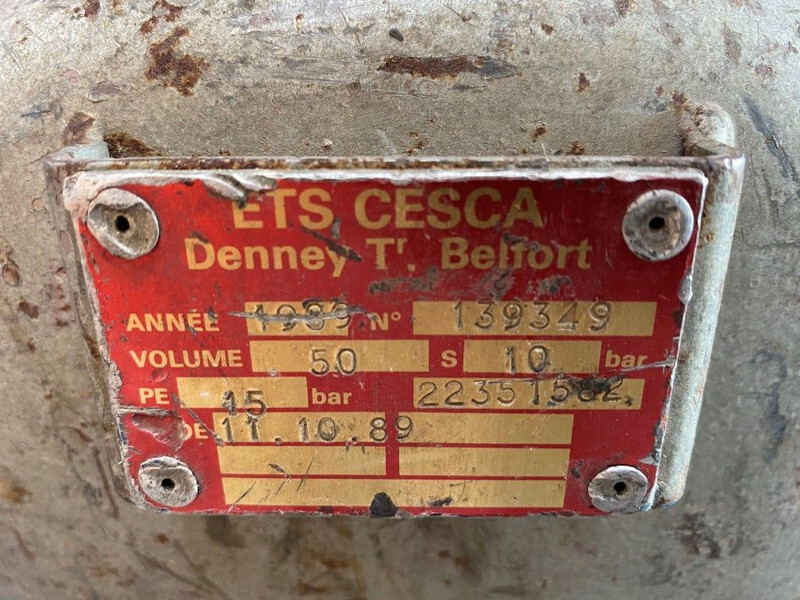 ETS CESCA
Denney Tr. Belfort
ANNÉE 1989 N° 139349
VOLUME 50 S 10 bar
PE 15 bar 22351582
DE 11.10.89